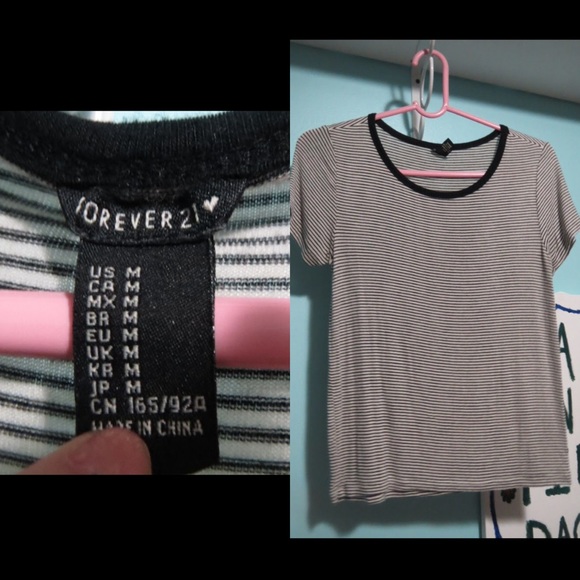 FOREVER 21
US M
CA M
MX M
BR M
EU M
UK M
KR M
JP M
CN 165/92A
MADE IN CHINA